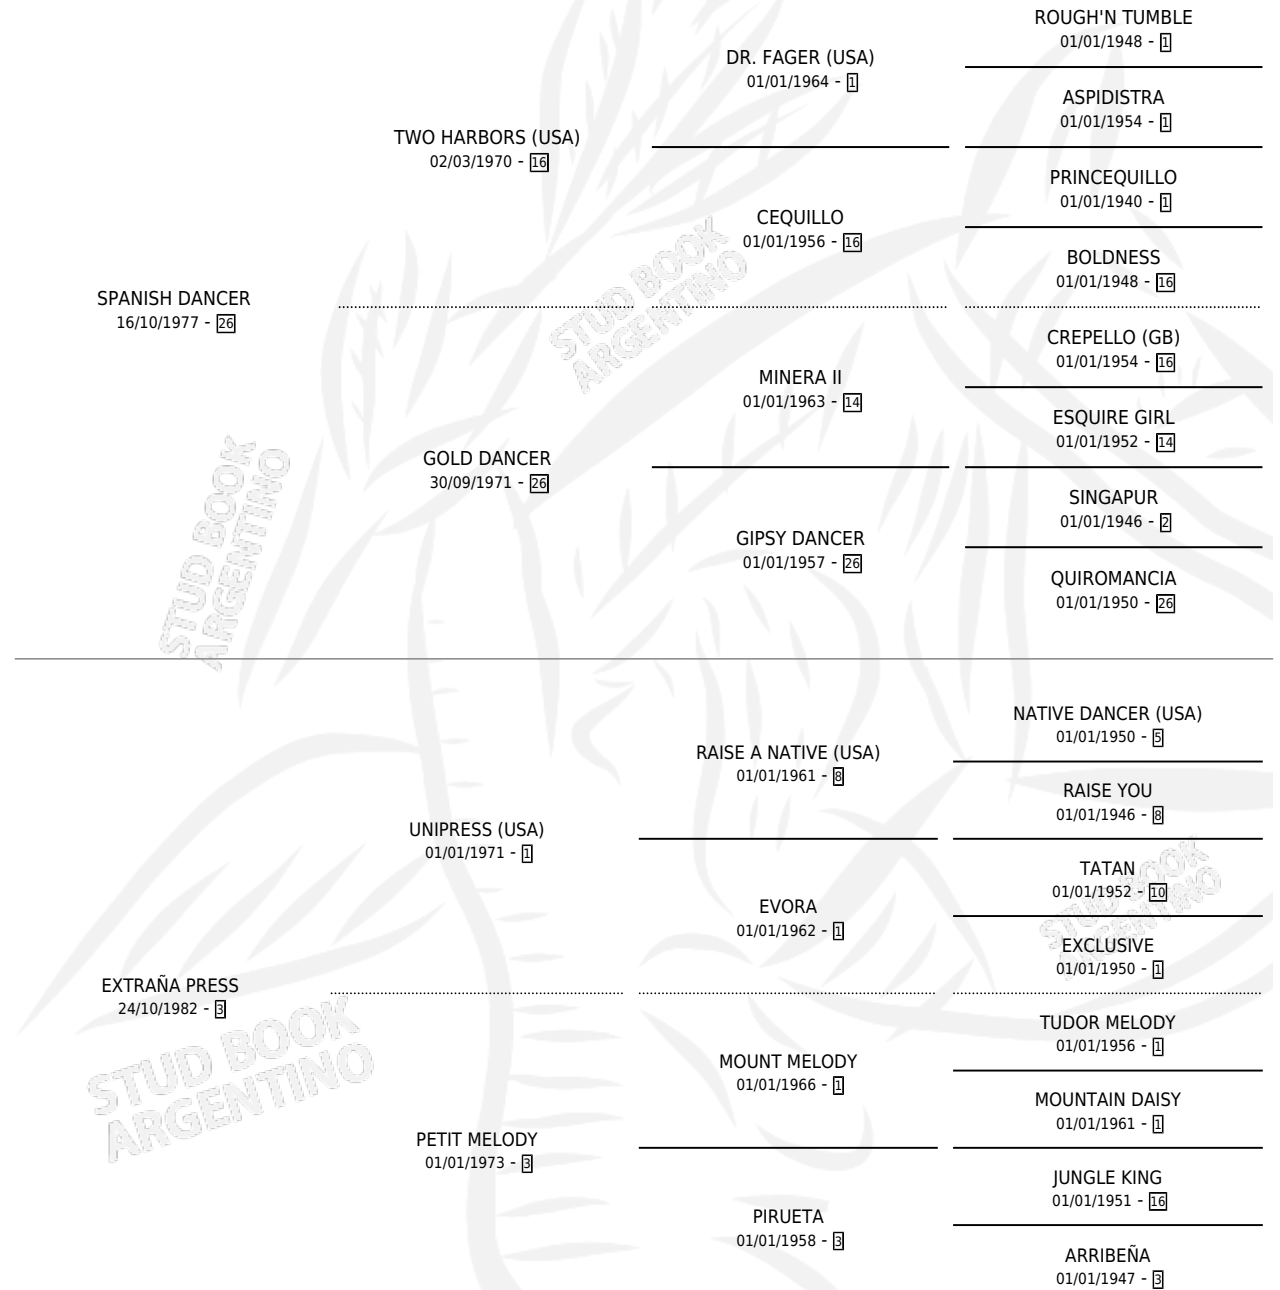 ROUGH'N TUMBLE
01/01/1948 - 1
DR. FAGER (USA)
01/01/1964 - 1
ASPIDISTRA
01/01/1954 - 1
TWO HARBORS (USA)
02/03/1970 - 16
PRINCEQUILLO
01/01/1940 - 1
CEQUILLO
01/01/1956 - 16
BOLDNESS
01/01/1948 - 16
SPANISH DANCER
16/10/1977 - 26
CREPELLO (GB)
01/01/1954 - 16
MINERA II
01/01/1963 - 14
ESQUIRE GIRL
01/01/1952 - 14
GOLD DANCER
30/09/1971 - 26
SINGAPUR
01/01/1946 - 2
GIPSY DANCER
01/01/1957 - 26
QUIROMANCIA
01/01/1950 - 26
NATIVE DANCER (USA)
01/01/1950 - 5
RAISE A NATIVE (USA)
01/01/1961 - 8
RAISE YOU
01/01/1946 - 8
UNIPRESS (USA)
01/01/1971 - 1
TATAN
01/01/1952 - 10
EVORA
01/01/1962 - 1
EXCLUSIVE
01/01/1950 - 1
EXTRAÑA PRESS
24/10/1982 - 3
TUDOR MELODY
01/01/1956 - 1
MOUNT MELODY
01/01/1966 - 1
MOUNTAIN DAISY
01/01/1961 - 1
PETIT MELODY
01/01/1973 - 3
JUNGLE KING
01/01/1951 - 16
PIRUETA
01/01/1958 - 3
ARRIBEÑA
01/01/1947 - 3
STUD BOOK
ARGENTINO
STUD BOOK
ARGENTINO
STUD BOOK
ARGENTINO
STUD BOOK
ARGENTINO